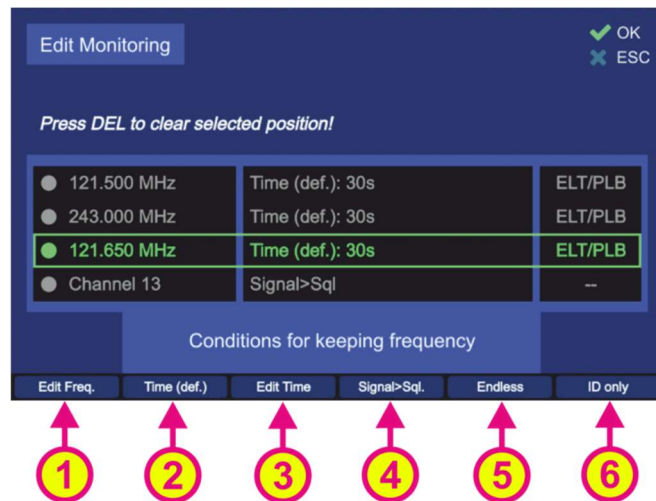 Edit Monitoring
OK
ESC
Press DEL to clear selected position!
121.500 MHz Time (def.): 30s ELT/PLB
243.000 MHz Time (def.): 30s ELT/PLB
121.650 MHz Time (def.): 30s ELT/PLB
Channel 13 Signal>Sql --
Conditions for keeping frequency
Edit Freq. Time (def.) Edit Time Signal>Sql. Endless ID only
1 2 3 4 5 6